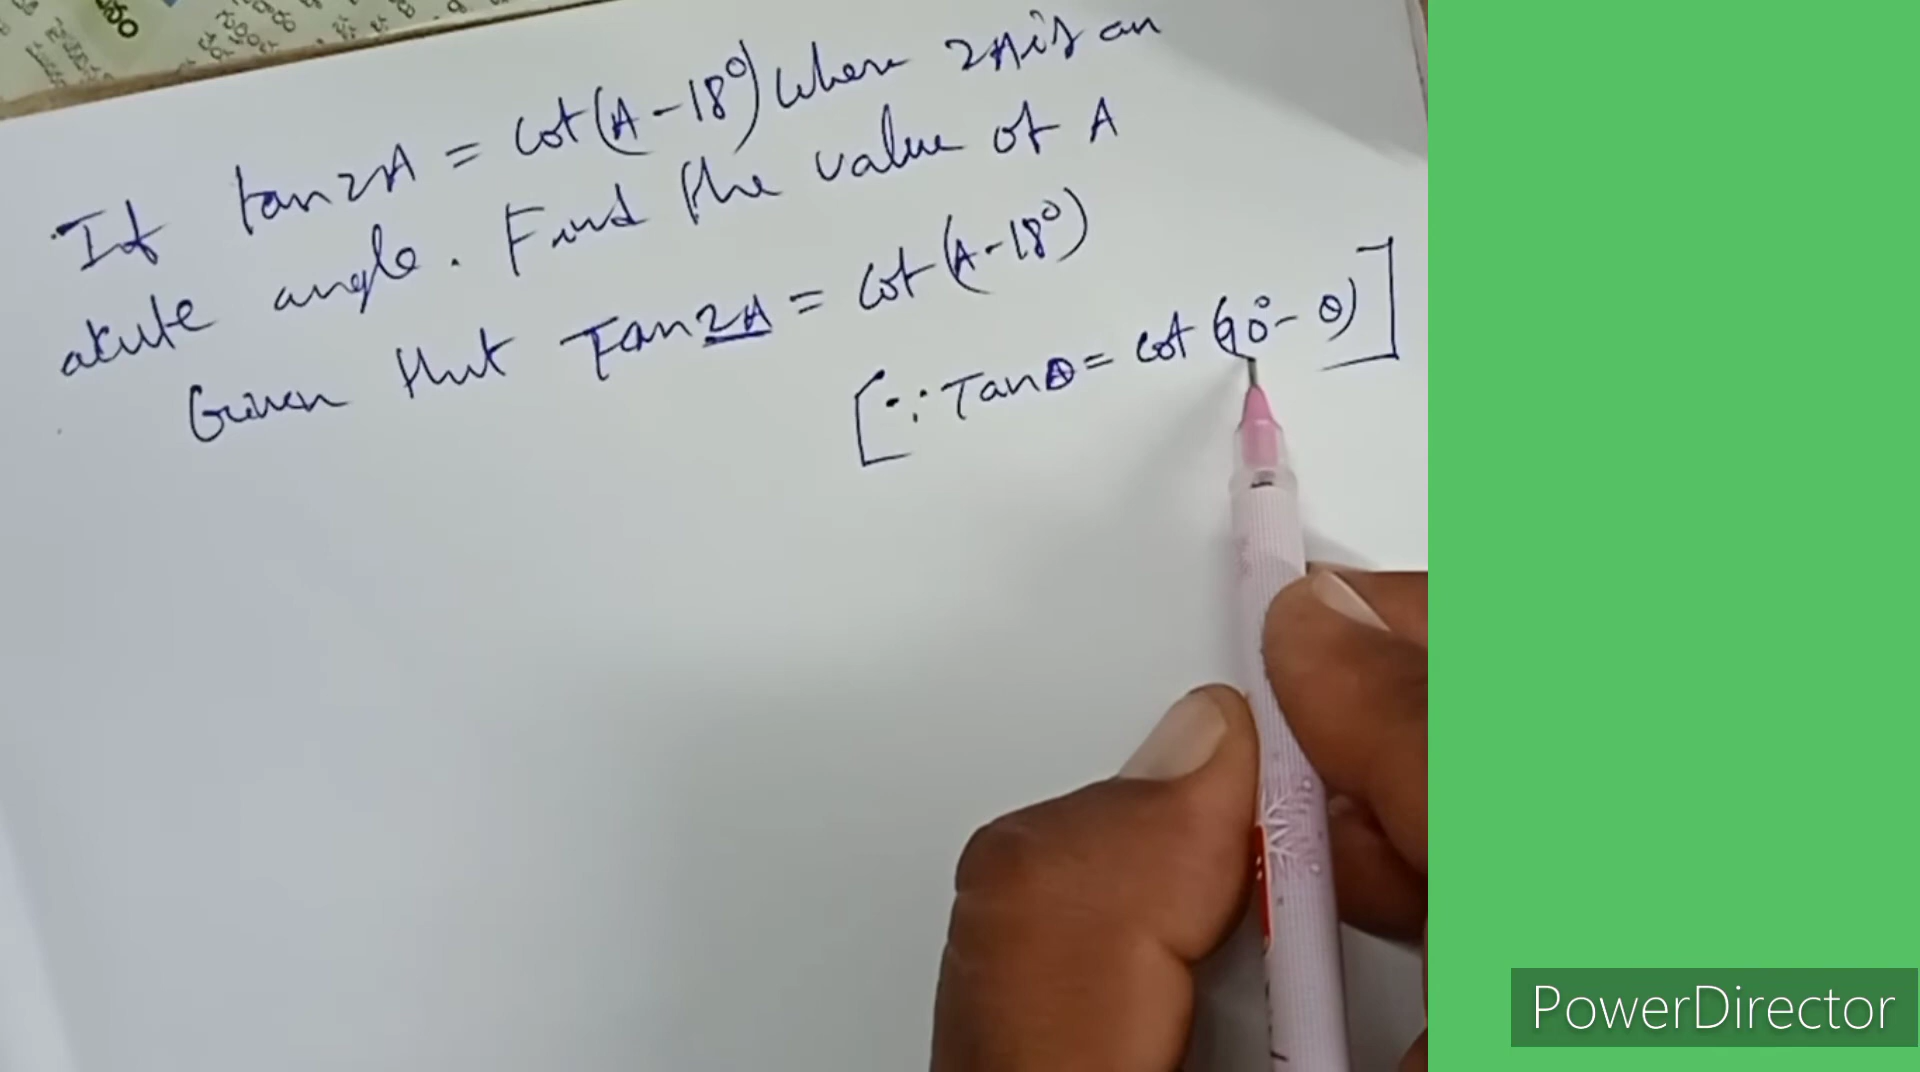 If tan2A = cot(A-18°) where 2A is an
acute angle. Find the value of A
Given that Tan2A = cot(A-18°)
[∵Tanθ = cot(90°-θ)]
PowerDirector